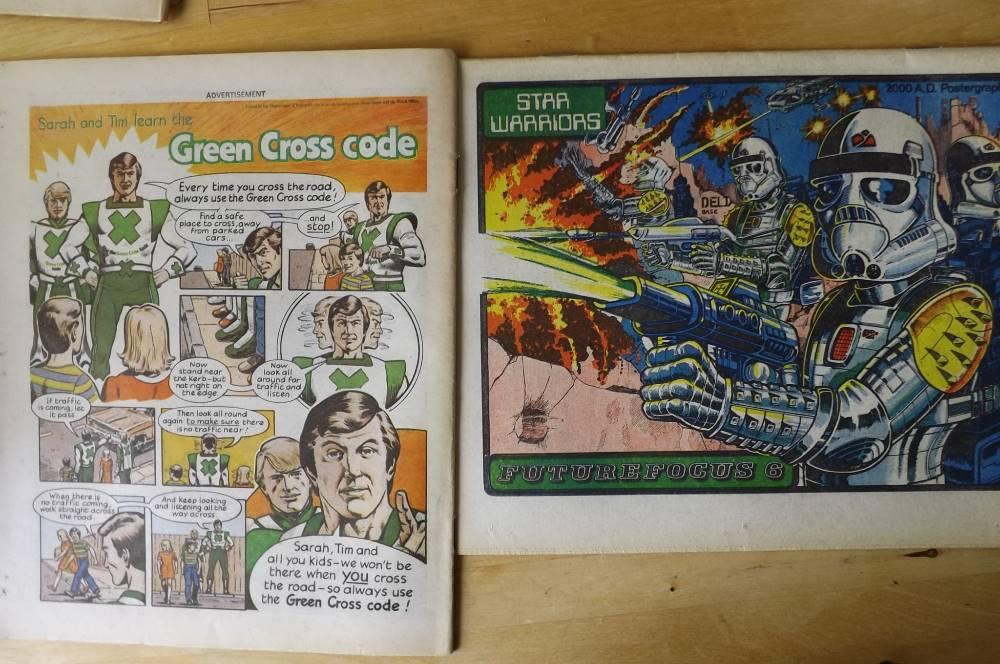 ADVERTISEMENT
Sarah and Tim learn the
Green Cross code
Every time you cross the road,
always use the Green Cross code!
Find a safe
place to cross, away
from parked
cars...
...and
stop!
Now
stand near
the kerb-but
not right on
the edge.
Now
look all
around for
traffic and
listen.
If traffic
is coming, let
it pass.
Then look all round
again to make sure there
is no traffic near!
When there is
no traffic coming,
walk straight across
the road.
And keep looking
and listening all the
way across.
Sarah, Tim and
all you kids-we won't be
there when you cross
the road-so always use
the Green Cross code!
STAR
WARRIORS
2000 A.D. Postergraph
DELD
BASE
FUTUREFOCUS 6